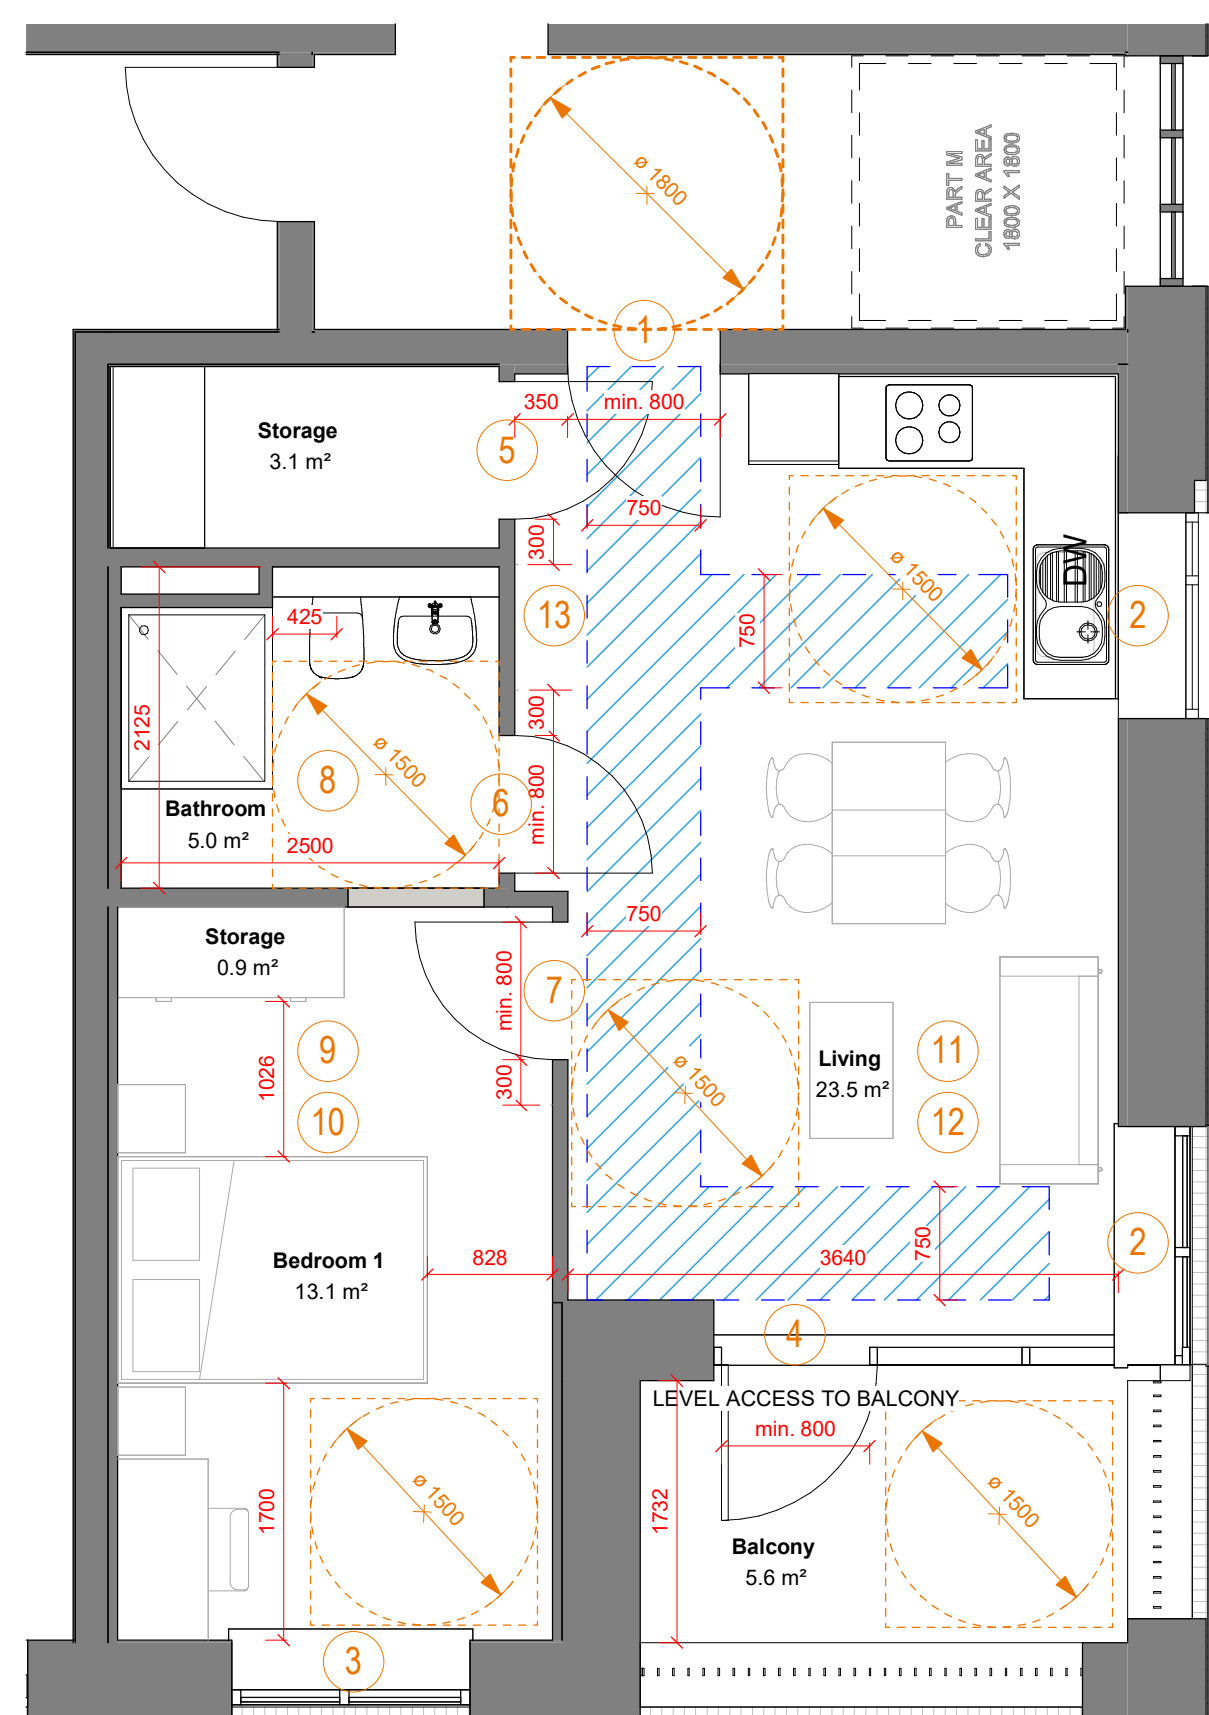 ø 1800
PART M
CLEAR AREA
1800 X 1800
1
350
min. 800
Storage
3.1 m²
5
750
300
ø 1500
DW
13
2
425
750
300
2125
ø 1500
8
6
min. 800
Bathroom
5.0 m²
2500
750
Storage
0.9 m²
min. 800
7
9
1026
10
300
ø 1500
Living
23.5 m²
11
12
Bedroom 1
13.1 m²
828
3640
750
2
4
LEVEL ACCESS TO BALCONY
min. 800
1700
ø 1500
1732
ø 1500
Balcony
5.6 m²
3